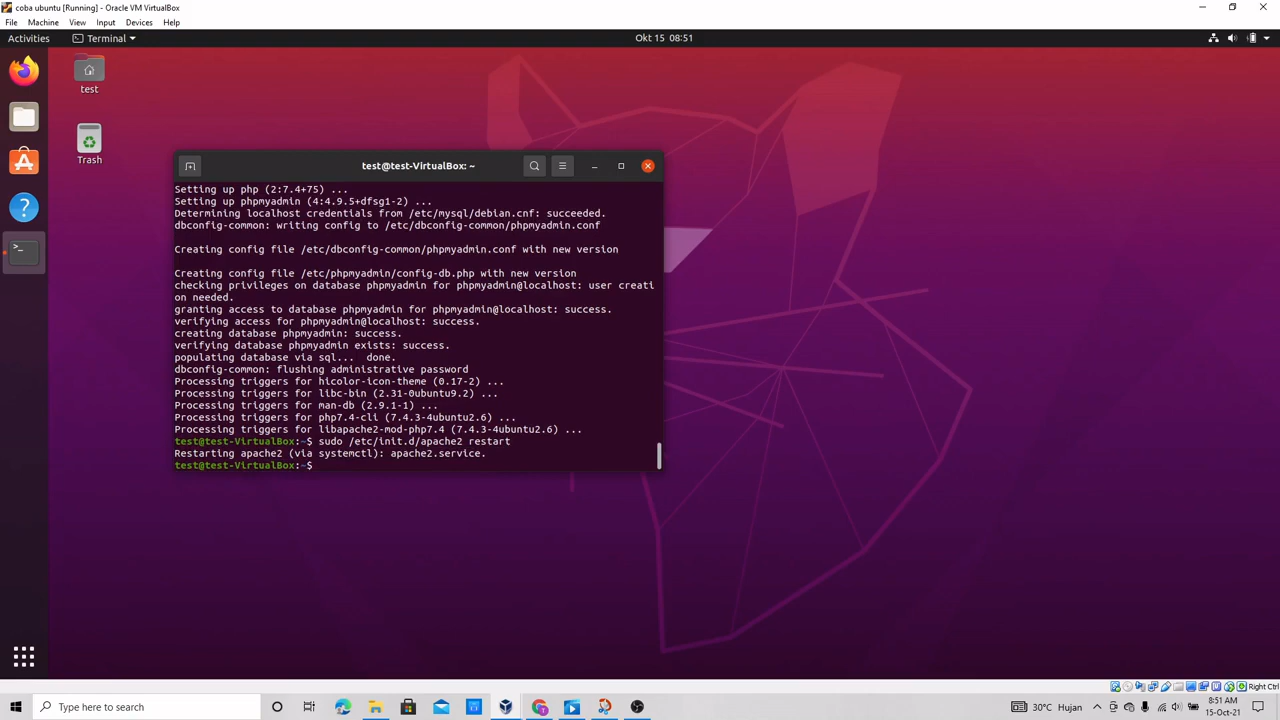 coba ubuntu [Running] - Oracle VM VirtualBox
File Machine View Input Devices Help
Activities Terminal Okt 15 08:51
test
Trash
test@test-VirtualBox: ~
Setting up php (2:7.4+75) ...
Setting up phpmyadmin (4:4.9.5+dfsg1-2) ...
Determining localhost credentials from /etc/mysql/debian.cnf: succeeded.
dbconfig-common: writing config to /etc/dbconfig-common/phpmyadmin.conf
Creating config file /etc/dbconfig-common/phpmyadmin.conf with new version
Creating config file /etc/phpmyadmin/config-db.php with new version
checking privileges on database phpmyadmin for phpmyadmin@localhost: user creati
on needed.
granting access to database phpmyadmin for phpmyadmin@localhost: success.
verifying access for phpmyadmin@localhost: success.
creating database phpmyadmin: success.
verifying database phpmyadmin exists: success.
populating database via sql...  done.
dbconfig-common: flushing administrative password
Processing triggers for hicolor-icon-theme (0.17-2) ...
Processing triggers for libc-bin (2.31-0ubuntu9.2) ...
Processing triggers for man-db (2.9.1-1) ...
Processing triggers for php7.4-cli (7.4.3-4ubuntu2.6) ...
Processing triggers for libapache2-mod-php7.4 (7.4.3-4ubuntu2.6) ...
test@test-VirtualBox:~$ sudo /etc/init.d/apache2 restart
Restarting apache2 (via systemctl): apache2.service.
test@test-VirtualBox:~$
Right Ctrl
Type here to search
30°C Hujan
8:51 AM
15-Oct-21